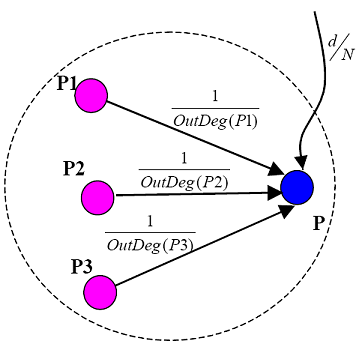 d/N
P1
1
OutDeg(P1)
P2
1
OutDeg(P2)
1
OutDeg(P3)
P
P3